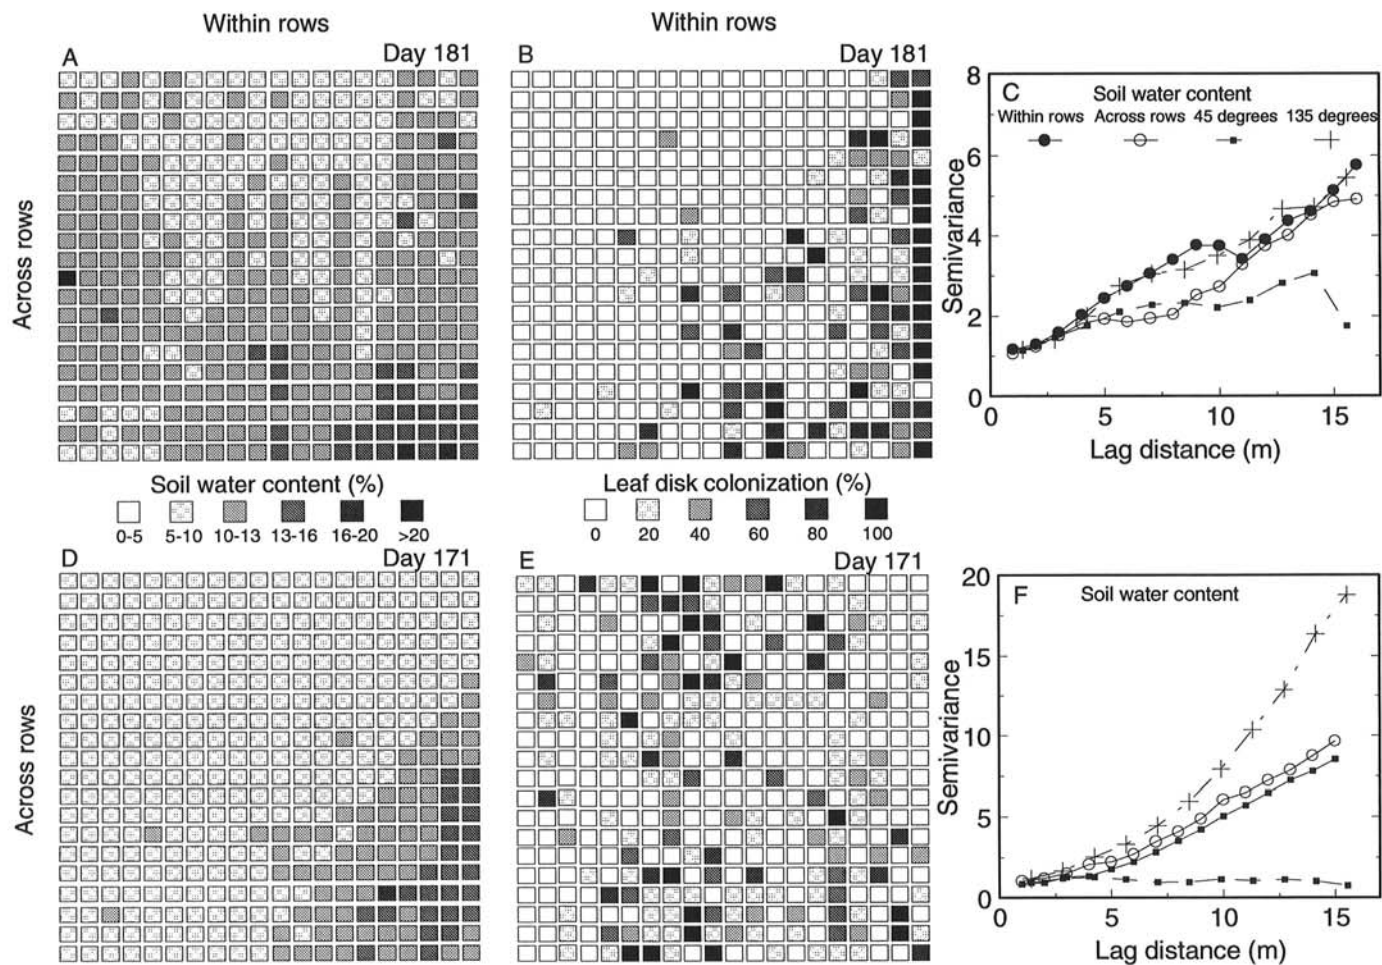 Within rows
A
Day 181
Across rows
Within rows
B
Day 181
C
Soil water content
Within rows Across rows 45 degrees 135 degrees
Semivariance
8
6
4
2
0
0 5 10 15
Lag distance (m)
Soil water content (%)
0-5 5-10 10-13 13-16 16-20 >20
Leaf disk colonization (%)
0 20 40 60 80 100
D
Day 171
Across rows
E
Day 171
F
Soil water content
Semivariance
20
15
10
5
0
0 5 10 15
Lag distance (m)